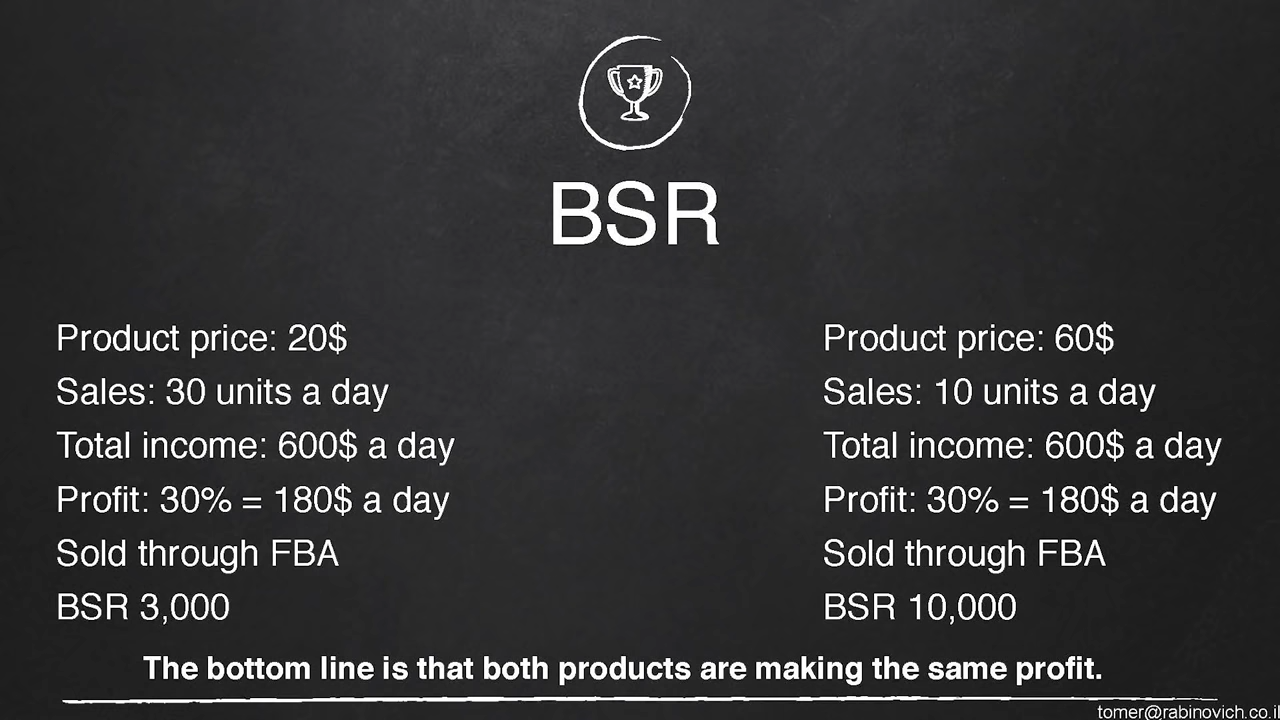 BSR
Product price: 20$
Sales: 30 units a day
Total income: 600$ a day
Profit: 30% = 180$ a day
Sold through FBA
BSR 3,000
Product price: 60$
Sales: 10 units a day
Total income: 600$ a day
Profit: 30% = 180$ a day
Sold through FBA
BSR 10,000
The bottom line is that both products are making the same profit.
tomer@rabinovich.co.il